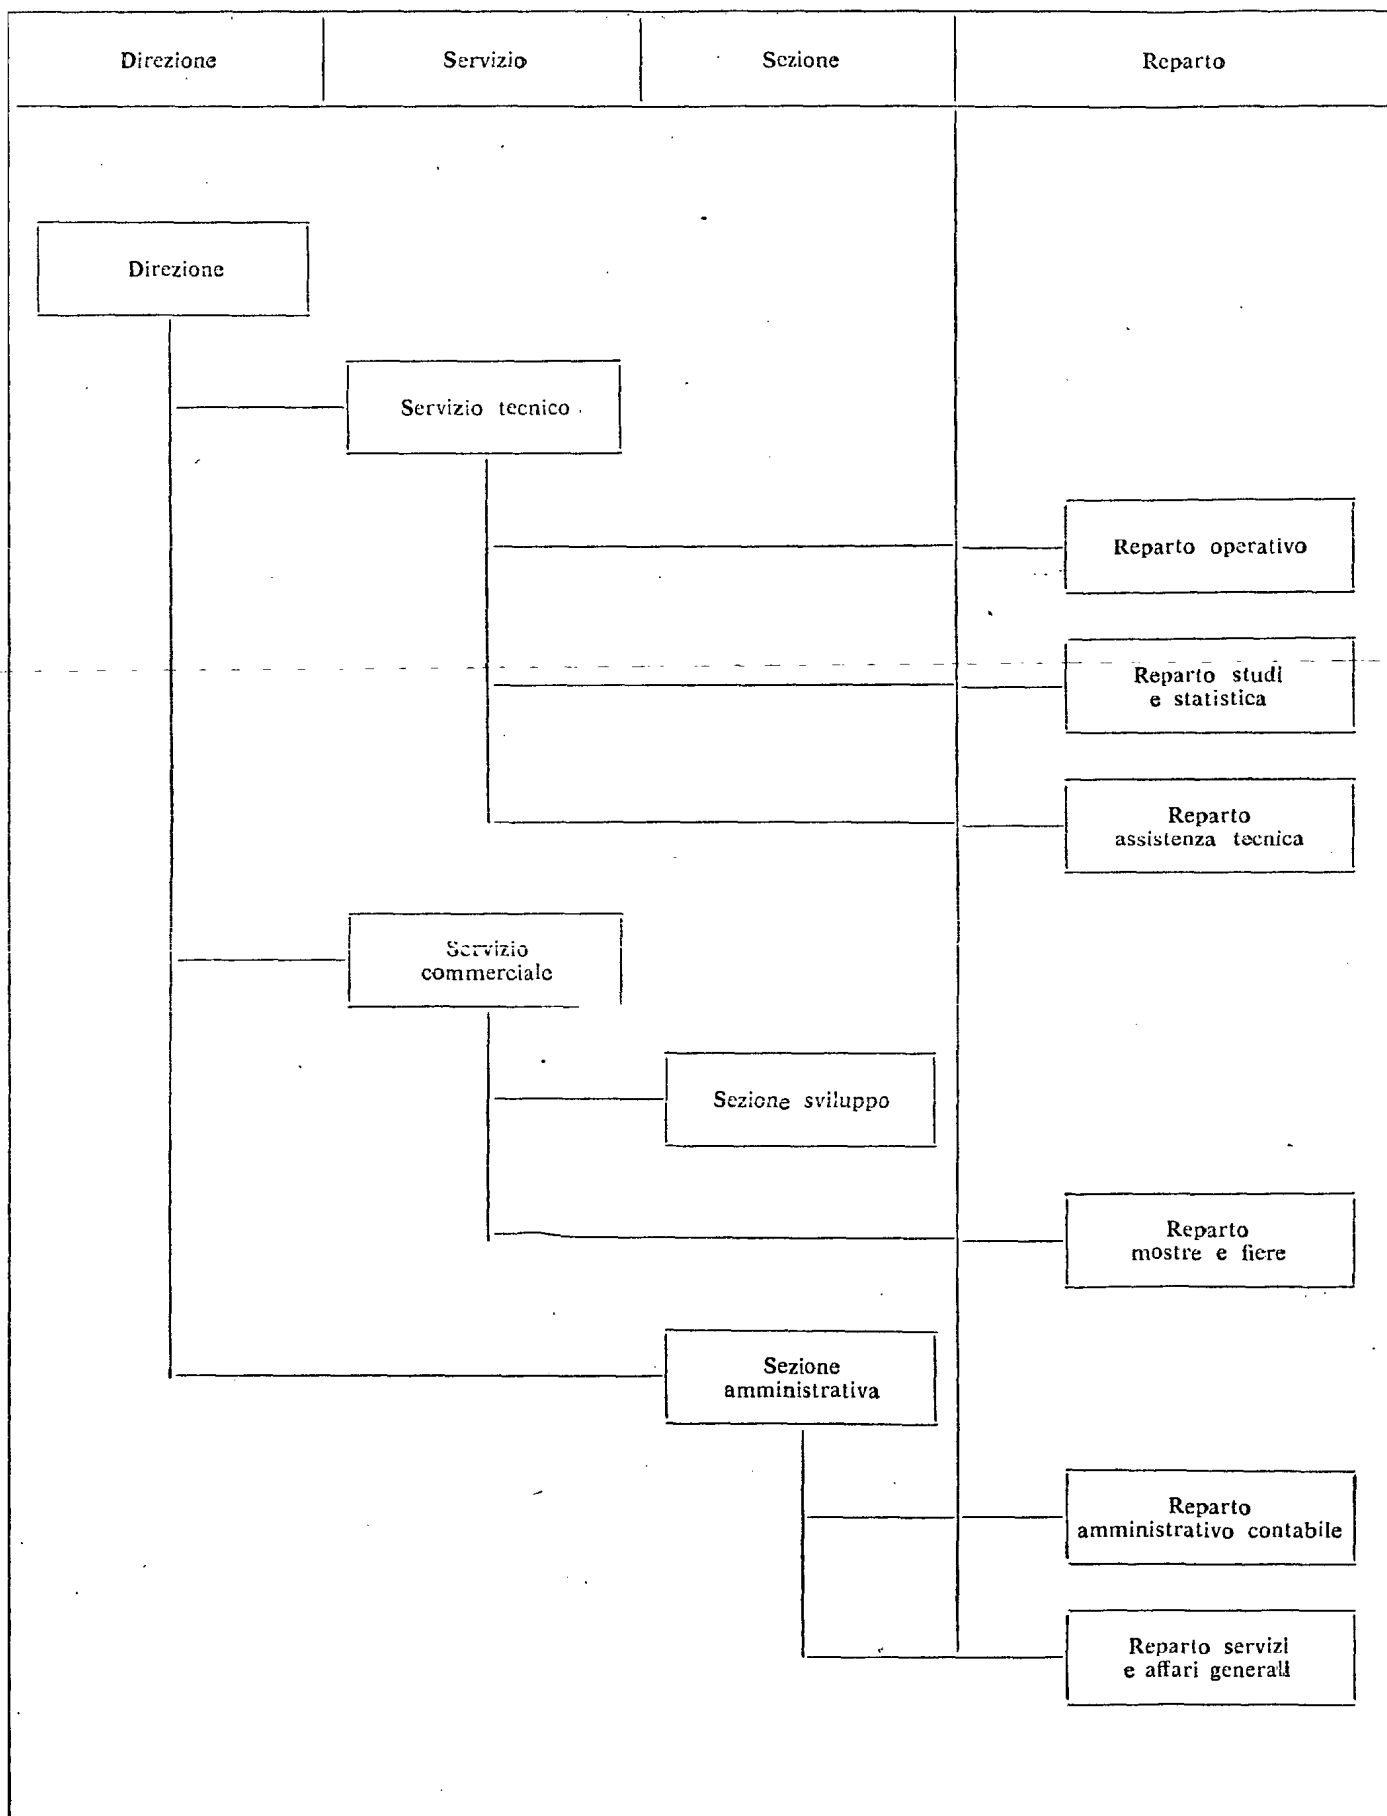 Direzione Servizio Sezione Reparto
Direzione
Servizio tecnico
Reparto operativo
Reparto studi
e statistica
Reparto
assistenza tecnica
Servizio
commerciale
Sezione sviluppo
Reparto
mostre e fiere
Sezione
amministrativa
Reparto
amministrativo contabile
Reparto servizi
e affari generali